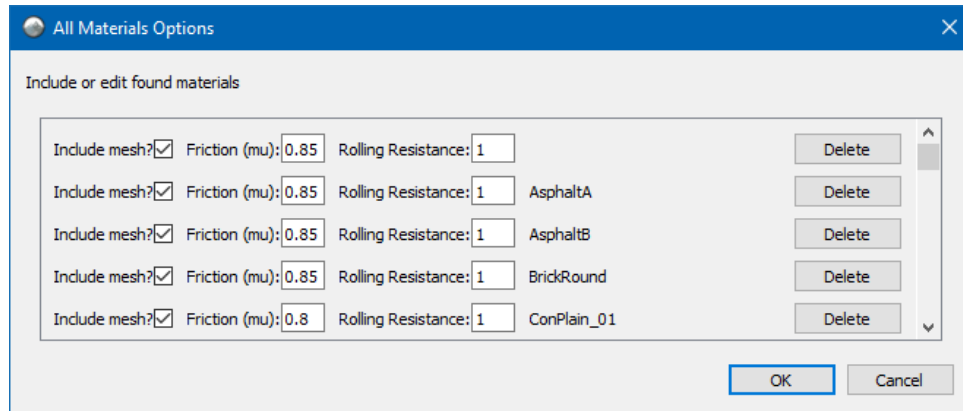 All Materials Options
Include or edit found materials
Include mesh? Friction (mu): 0.85 Rolling Resistance: 1 Delete
Include mesh? Friction (mu): 0.85 Rolling Resistance: 1 AsphaltA Delete
Include mesh? Friction (mu): 0.85 Rolling Resistance: 1 AsphaltB Delete
Include mesh? Friction (mu): 0.85 Rolling Resistance: 1 BrickRound Delete
Include mesh? Friction (mu): 0.8 Rolling Resistance: 1 ConPlain_01 Delete
OK Cancel